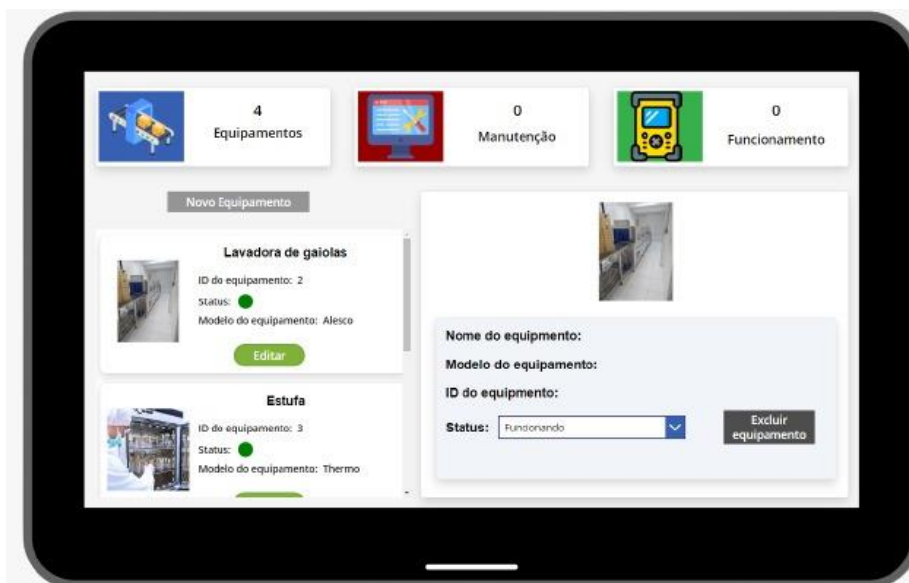 4
Equipamentos
0
Manutenção
0
Funcionamento
Novo Equipamento
Lavadora de gaiolas
ID do equipamento: 2
Status:
Modelo do equipamento: Alesco
Editar
Estufa
ID do equipamento: 3
Status:
Modelo do equipamento: Thermo
Nome do equipmento:
Modelo do equipamento:
ID do equipmento:
Status: Funcionando
Excluir
equipamento